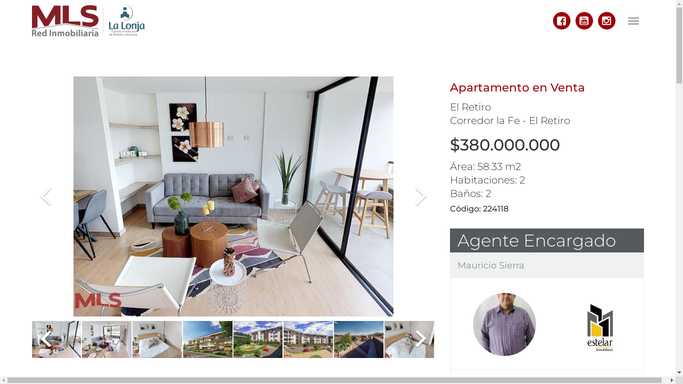 MLS
Red Inmobiliaria
La Lonja
Apartamento en Venta
El Retiro
Corredor la Fe - El Retiro
$380.000.000
Área: 58.33 m2
Habitaciones: 2
Baños: 2
Código: 224118
Agente Encargado
Mauricio Sierra
MLS
estelar